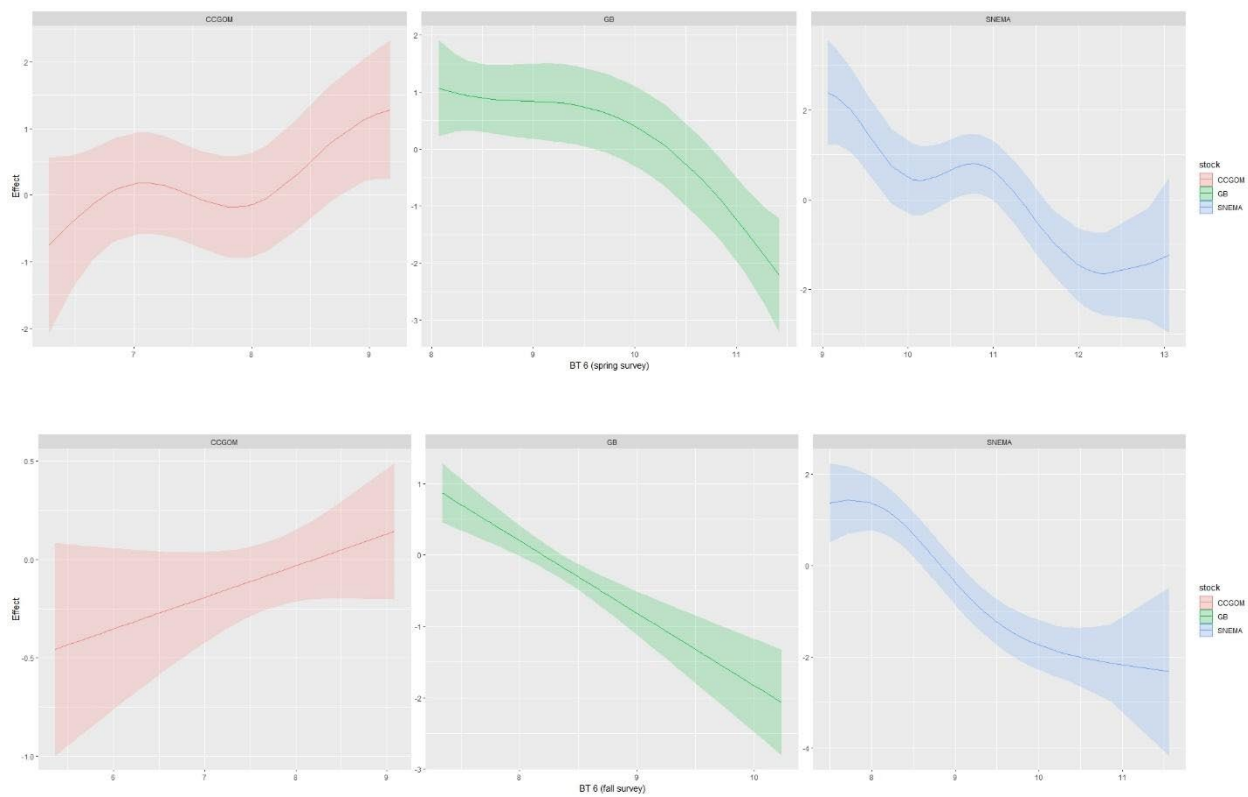 CCGOM GB SNEMA
2 1 0 -1 -2
2 1 0 -1 -2 -3
2 0 -2
Effect
7 8 9
8 9 10 11
9 10 11 12 13
BT 6 (spring survey)
stock
CCGOM
GB
SNEMA
CCGOM GB SNEMA
0.5 0.0 -0.5 -1.0
1 0 -1 -2 -3
2 0 -2 -4
Effect
6 7 8 9
8 9 10
8 9 10 11
BT 6 (fall survey)
stock
CCGOM
GB
SNEMA